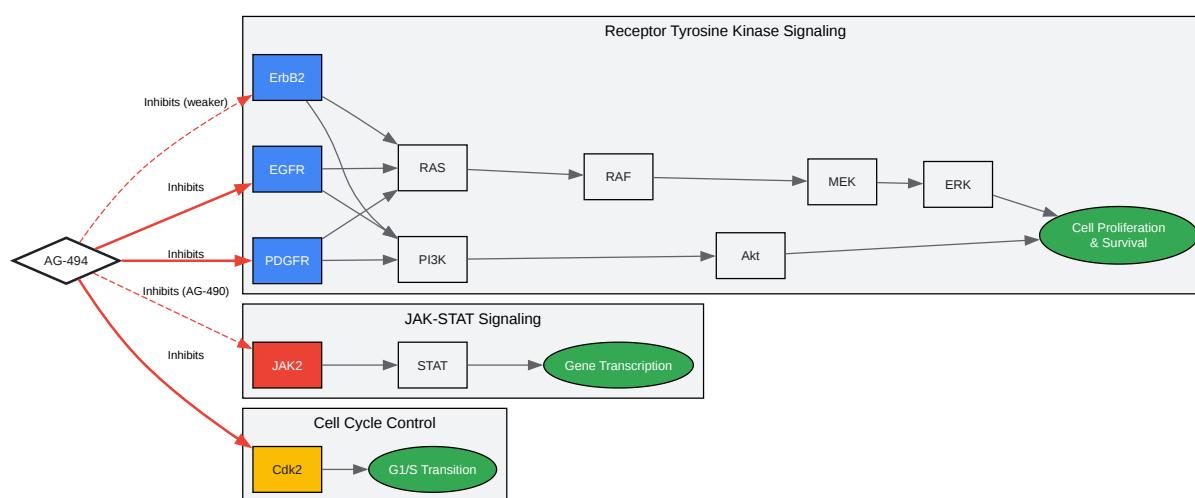 Receptor Tyrosine Kinase Signaling
ErbB2
Inhibits (weaker)
EGFR
Inhibits
RAS
RAF
MEK
ERK
Cell Proliferation
& Survival
AG-494
Inhibits
PDGFR
PI3K
Akt
Inhibits (AG-490)
JAK-STAT Signaling
Inhibits
JAK2
STAT
Gene Transcription
Cell Cycle Control
Cdk2
G1/S Transition